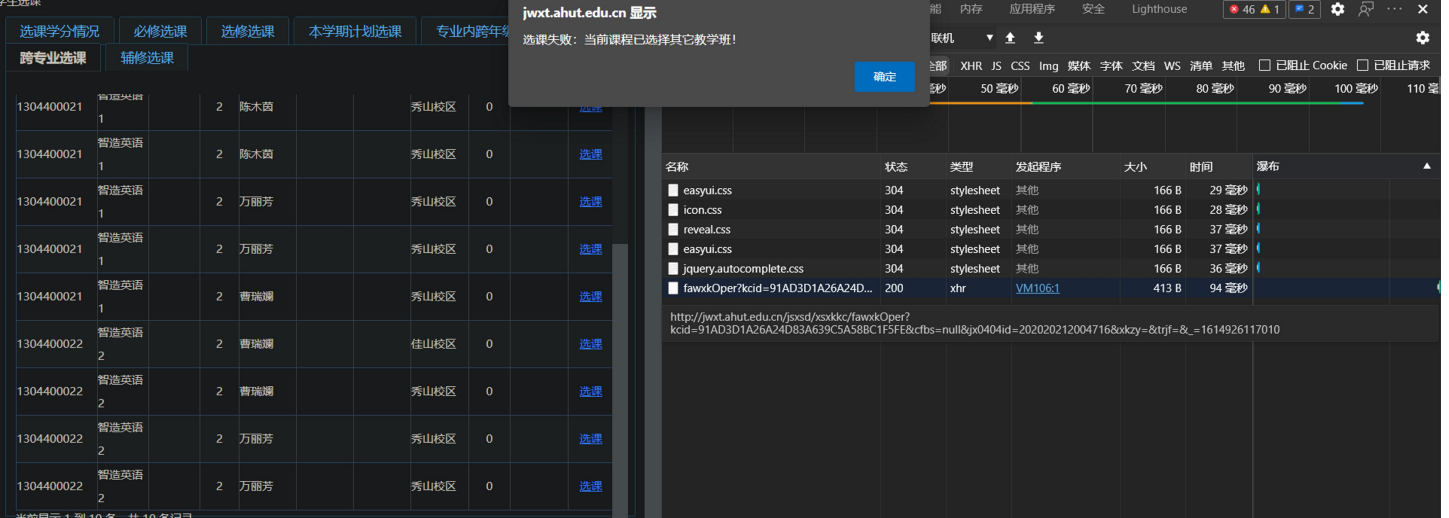 学生选课
选课学分情况 必修选课 选修选课 本学期计划选课 专业内跨年级
跨专业选课 辅修选课
1304400021 智造英语1 2 陈木茵 秀山校区 0 选课
1304400021 智造英语1 2 陈木茵 秀山校区 0 选课
1304400021 智造英语1 2 万丽芳 秀山校区 0 选课
1304400021 智造英语1 2 万丽芳 秀山校区 0 选课
1304400021 智造英语1 2 曹瑞斓 秀山校区 0 选课
1304400022 智造英语2 2 曹瑞斓 佳山校区 0 选课
1304400022 智造英语2 2 曹瑞斓 秀山校区 0 选课
1304400022 智造英语2 2 万丽芳 秀山校区 0 选课
1304400022 智造英语2 2 万丽芳 秀山校区 0 选课
当前显示 1 到 10 条，共 10 条记录
jwxt.ahut.edu.cn 显示
选课失败：当前课程已选择其它教学班！
确定
能 内存 应用程序 安全 Lighthouse 46 1 2
联机
全部 XHR JS CSS Img 媒体 字体 文档 WS 清单 其他 已阻止 Cookie 已阻止请求
毫秒 50 毫秒 60 毫秒 70 毫秒 80 毫秒 90 毫秒 100 毫秒 110 毫
名称 状态 类型 发起程序 大小 时间 瀑布
easyui.css 304 stylesheet 其他 166 B 29 毫秒
icon.css 304 stylesheet 其他 166 B 28 毫秒
reveal.css 304 stylesheet 其他 166 B 37 毫秒
easyui.css 304 stylesheet 其他 166 B 37 毫秒
jquery.autocomplete.css 304 stylesheet 其他 166 B 36 毫秒
fawxkOper?kcid=91AD3D1A26A24D... 200 xhr VM106:1 413 B 94 毫秒
http://jwxt.ahut.edu.cn/jsxsd/xsxkkc/fawxkOper?
kcid=91AD3D1A26A24D83A639C5A58BC1F5FE&cfbs=null&jx0404id=202020212004716&xkzy=&trjf=&_=1614926117010